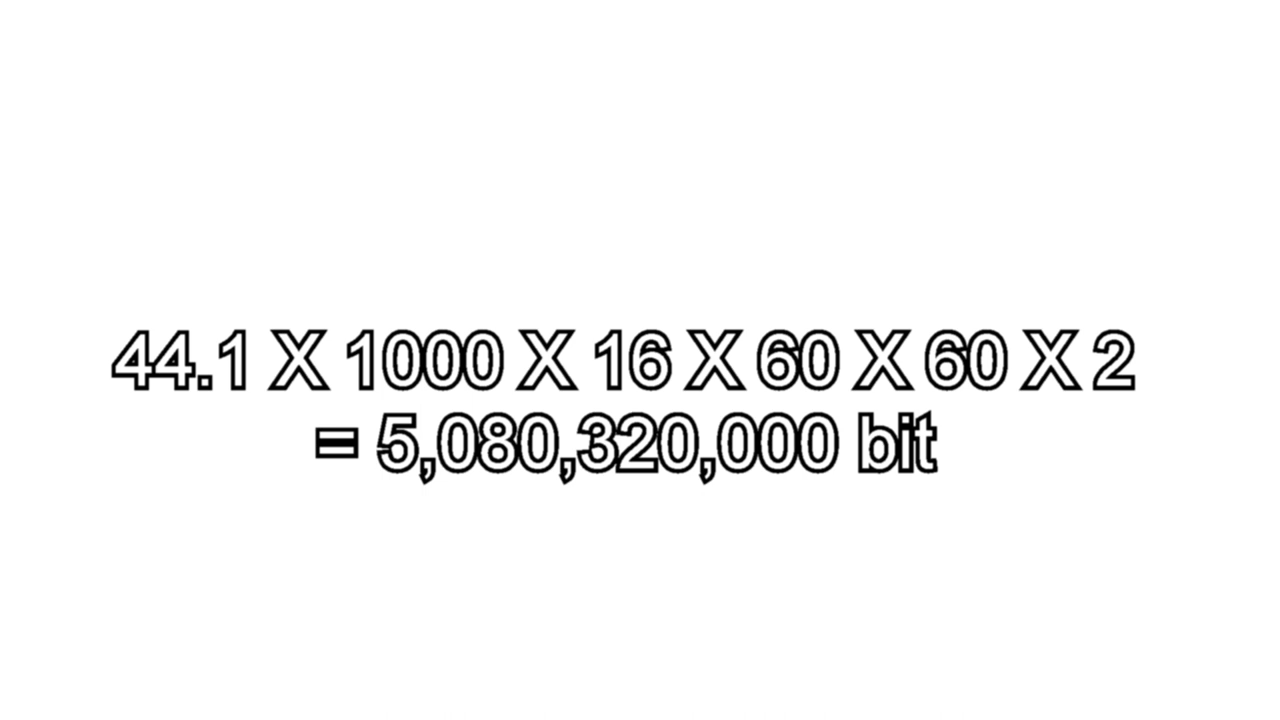 44.1 X 1000 X 16 X 60 X 60 X 2
= 5,080,320,000 bit